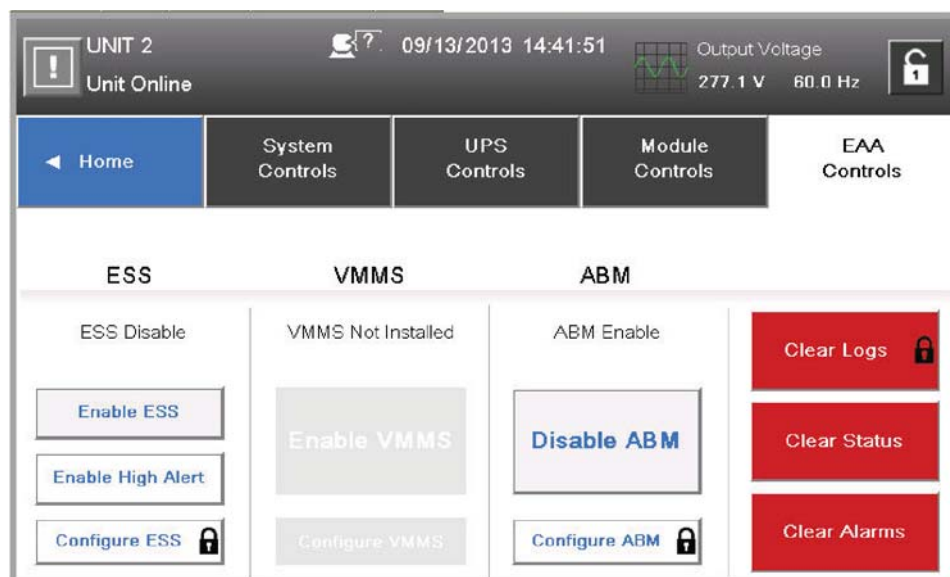 UNIT 2
Unit Online
09/13/2013 14:41:51
Output Voltage
277.1 V 60.0 Hz
1
Home
System
Controls
UPS
Controls
Module
Controls
EAA
Controls
ESS
VMMS
ABM
ESS Disable
VMMS Not Installed
ABM Enable
Enable ESS
Enable High Alert
Configure ESS
Enable VMMS
Configure VMMS
Disable ABM
Configure ABM
Clear Logs
Clear Status
Clear Alarms